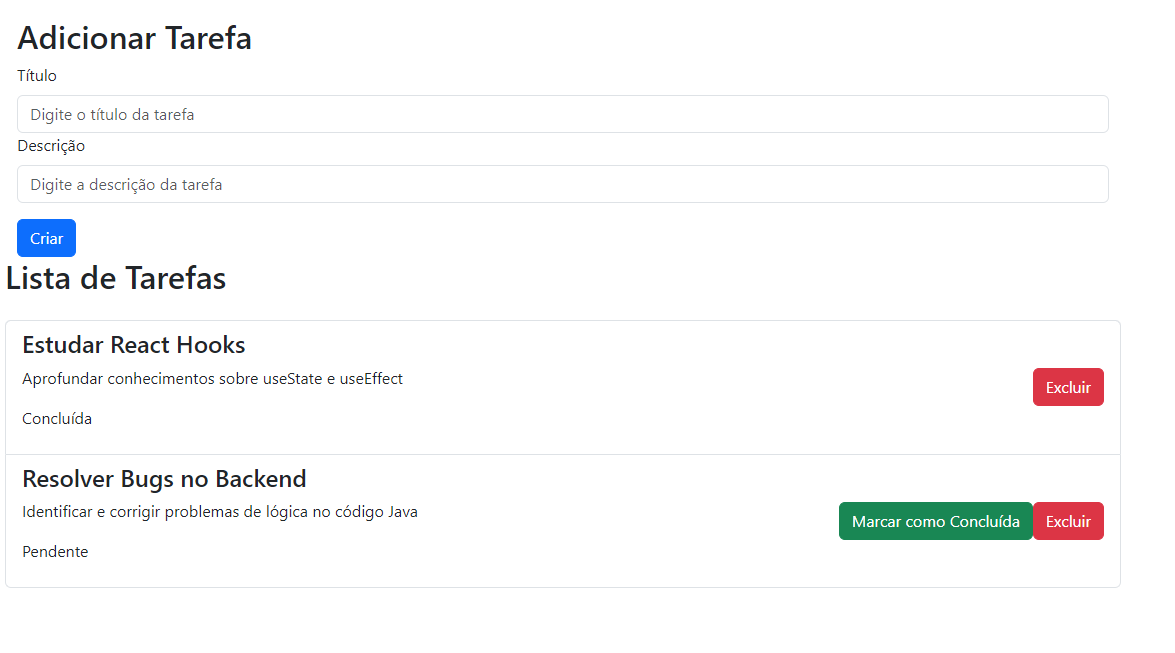 Adicionar Tarefa
Título
Digite o título da tarefa
Descrição
Digite a descrição da tarefa
Criar
Lista de Tarefas
Estudar React Hooks
Aprofundar conhecimentos sobre useState e useEffect
Concluída
Excluir
Resolver Bugs no Backend
Identificar e corrigir problemas de lógica no código Java
Pendente
Marcar como Concluída Excluir